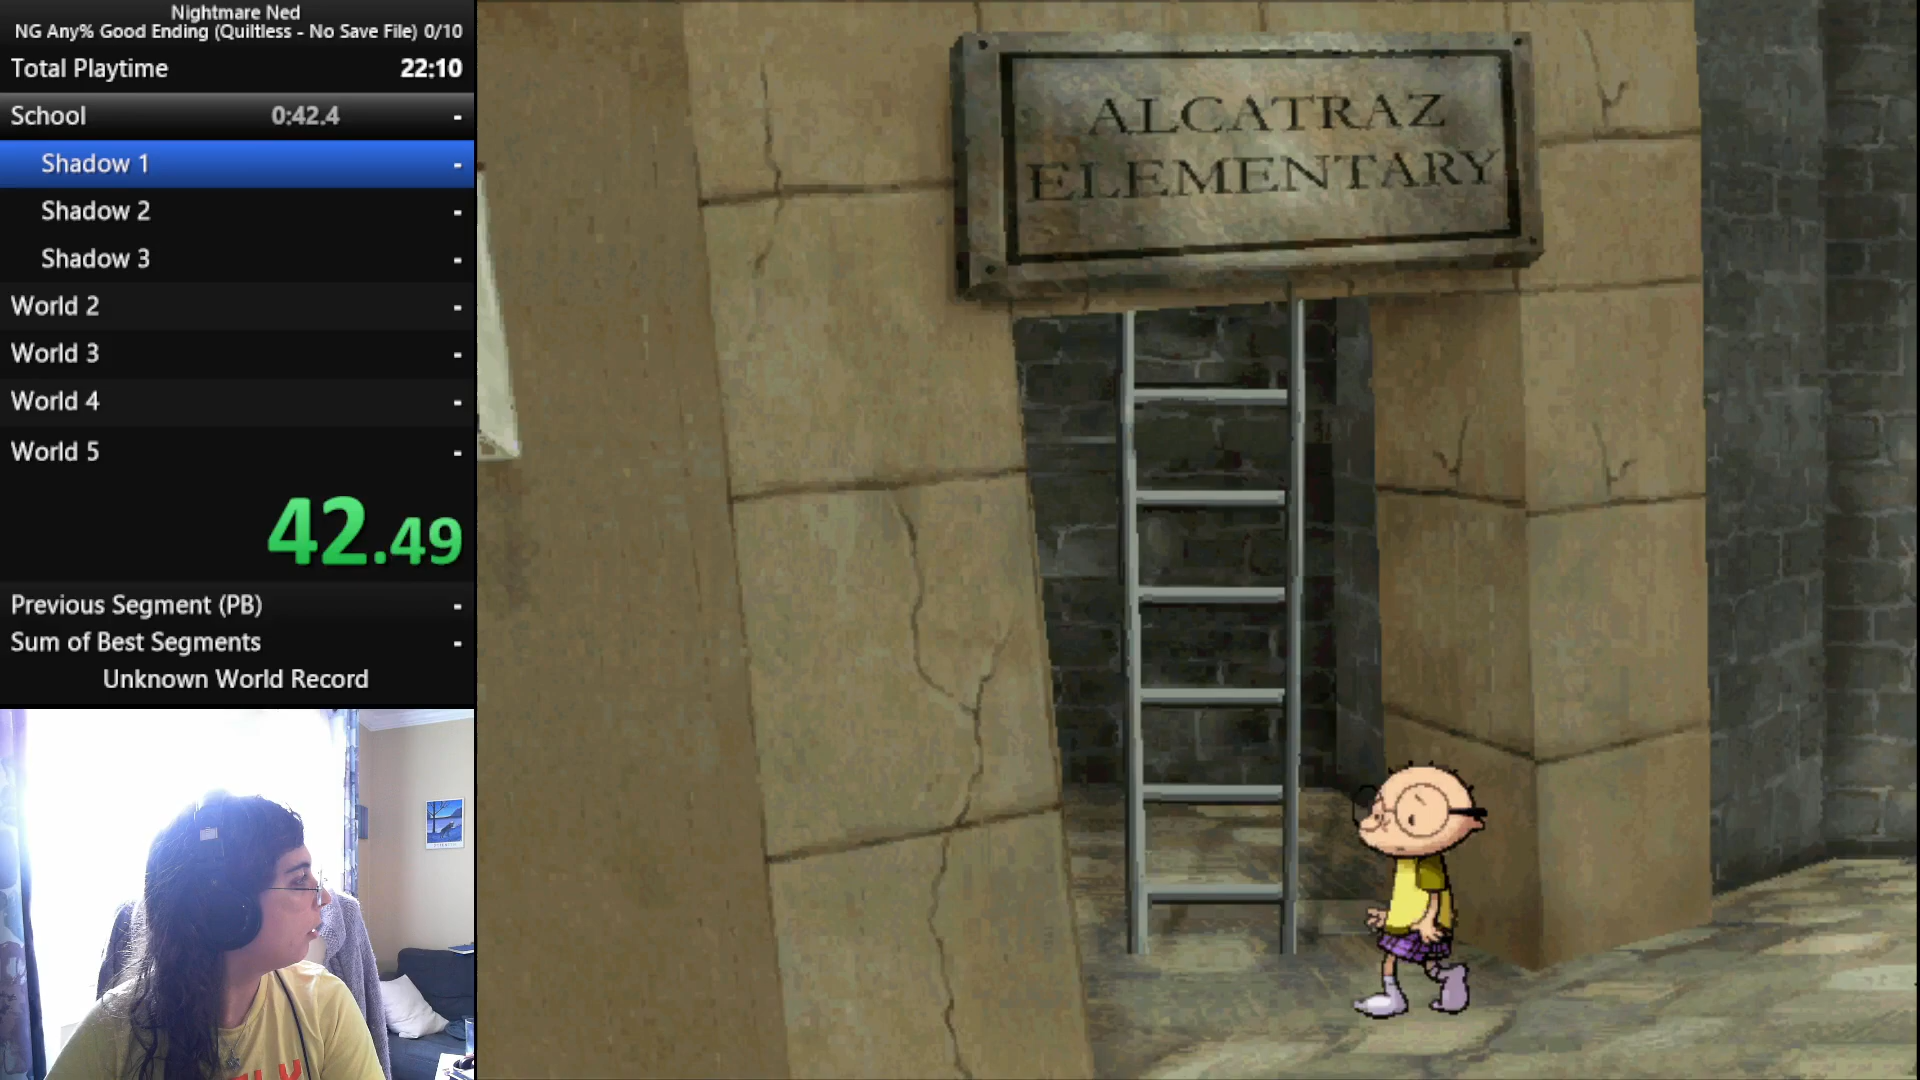 Nightmare Ned
NG Any% Good Ending (Quiltless - No Save File) 0/10
Total Playtime 22:10
School 0:42.4 -
Shadow 1 -
Shadow 2 -
Shadow 3 -
World 2 -
World 3 -
World 4 -
World 5 -
42.49
Previous Segment (PB) -
Sum of Best Segments -
Unknown World Record
ALCATRAZ
ELEMENTARY